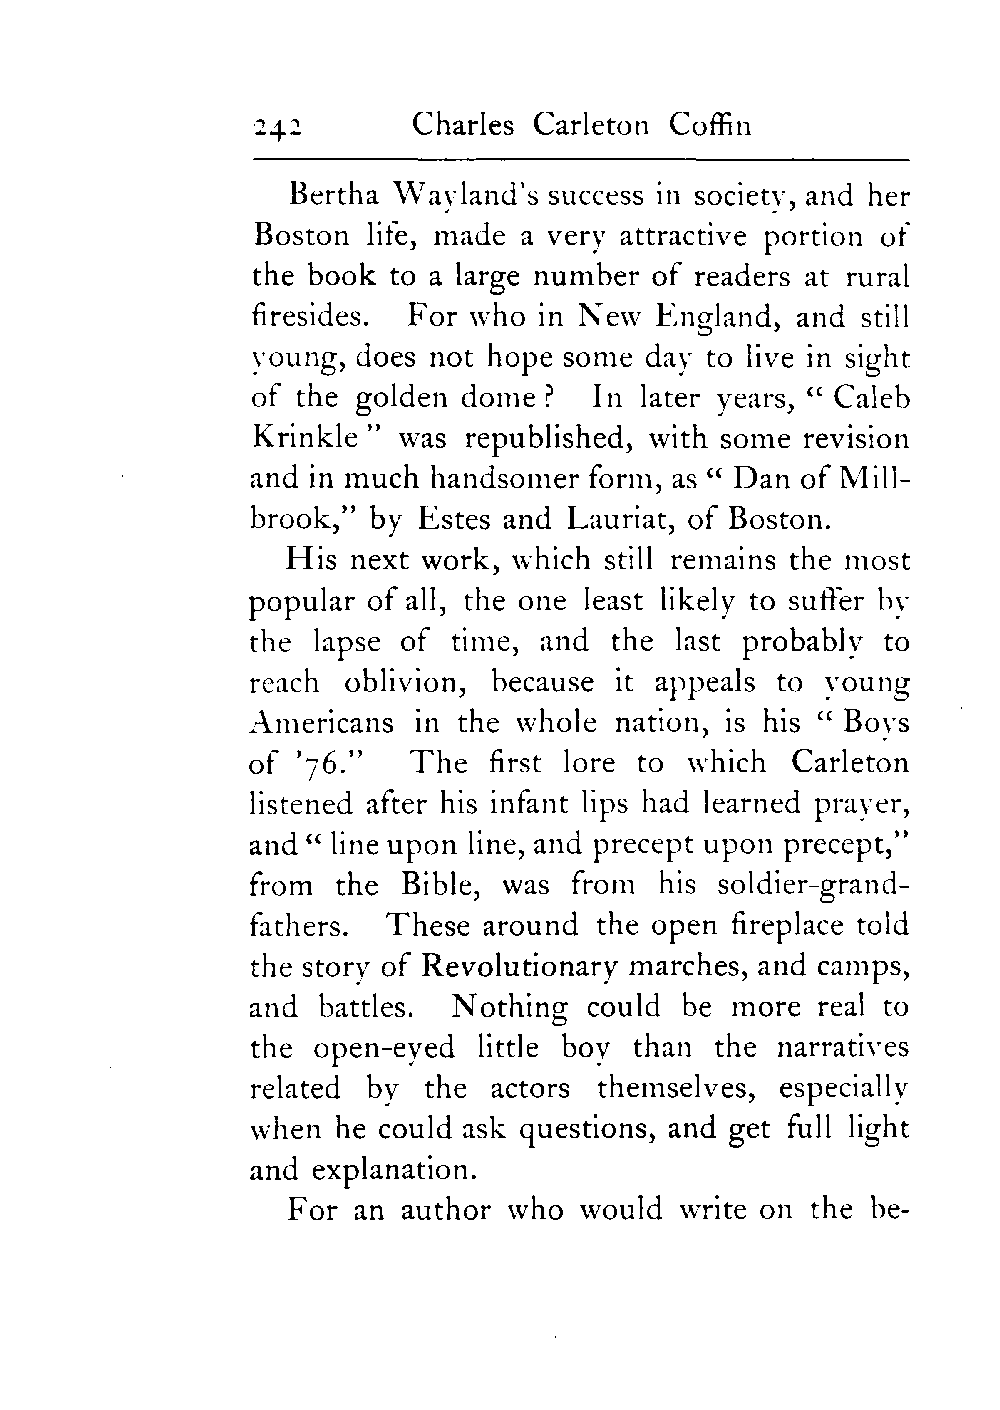 242 Charles Carleton Coffin
Bertha Wayland's success in society, and her
Boston life, made a very attractive portion of
the book to a large number of readers at rural
firesides. For who in New England, and still
young, does not hope some day to live in sight
of the golden dome? In later years, “Caleb
Krinkle” was republished, with some revision
and in much handsomer form, as “Dan of Mill-
brook,” by Estes and Lauriat, of Boston.
His next work, which still remains the most
popular of all, the one least likely to suffer by
the lapse of time, and the last probably to
reach oblivion, because it appeals to young
Americans in the whole nation, is his “Boys
of '76.” The first lore to which Carleton
listened after his infant lips had learned prayer,
and “line upon line, and precept upon precept,”
from the Bible, was from his soldier-grand-
fathers. These around the open fireplace told
the story of Revolutionary marches, and camps,
and battles. Nothing could be more real to
the open-eyed little boy than the narratives
related by the actors themselves, especially
when he could ask questions, and get full light
and explanation.
For an author who would write on the be-